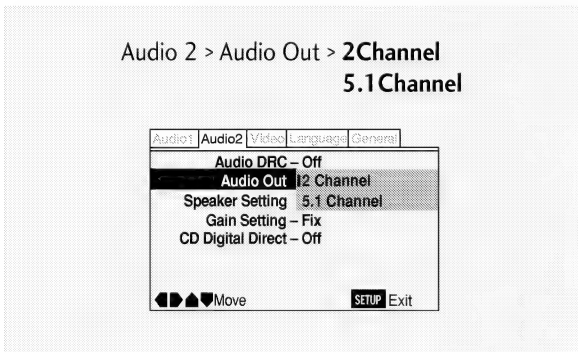 Audio 2 > Audio Out > 2Channel
5.1Channel
Audio1 Audio2 Video Language General
Audio DRC – Off
Audio Out 2 Channel
Speaker Setting 5.1 Channel
Gain Setting – Fix
CD Digital Direct – Off
Move SETUP Exit